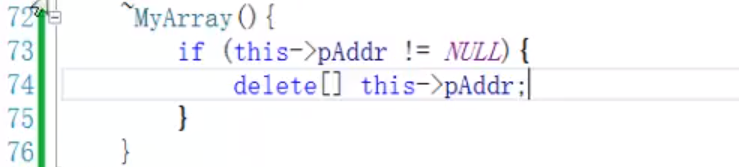 72 ~MyArray(){
73 if (this->pAddr != NULL){
74 delete[] this->pAddr;
75 }
76 }